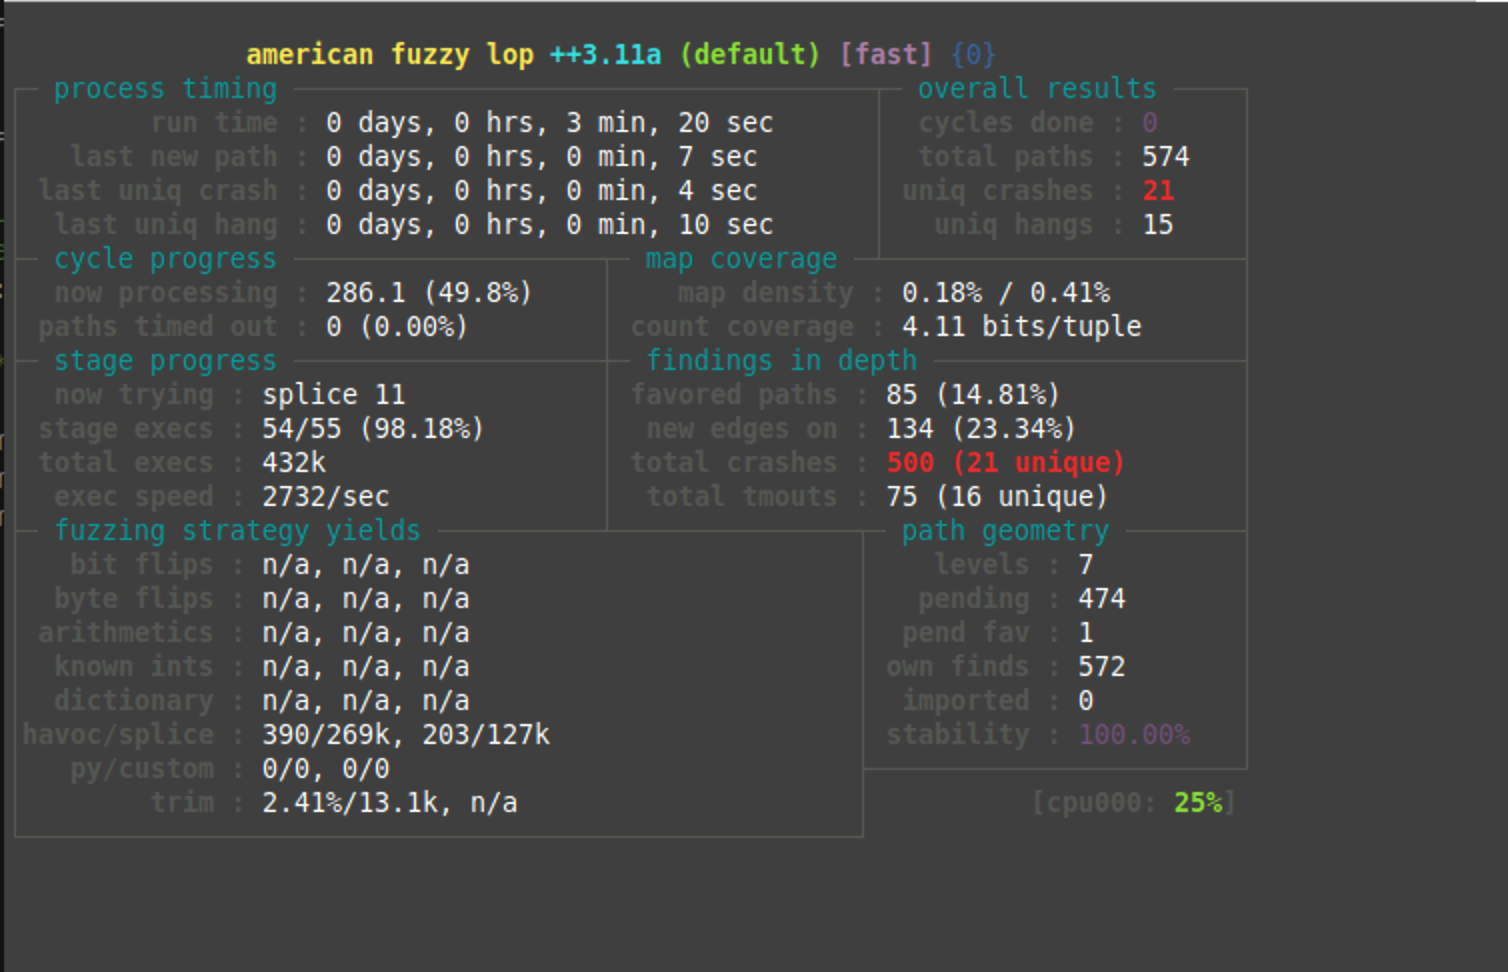 american fuzzy lop ++3.11a (default) [fast] {0}
process timing overall results
run time : 0 days, 0 hrs, 3 min, 20 sec cycles done : 0
last new path : 0 days, 0 hrs, 0 min, 7 sec total paths : 574
last uniq crash : 0 days, 0 hrs, 0 min, 4 sec uniq crashes : 21
last uniq hang : 0 days, 0 hrs, 0 min, 10 sec uniq hangs : 15
cycle progress map coverage
now processing : 286.1 (49.8%) map density : 0.18% / 0.41%
paths timed out : 0 (0.00%) count coverage : 4.11 bits/tuple
stage progress findings in depth
now trying : splice 11 favored paths : 85 (14.81%)
stage execs : 54/55 (98.18%) new edges on : 134 (23.34%)
total execs : 432k total crashes : 500 (21 unique)
exec speed : 2732/sec total tmouts : 75 (16 unique)
fuzzing strategy yields path geometry
bit flips : n/a, n/a, n/a levels : 7
byte flips : n/a, n/a, n/a pending : 474
arithmetics : n/a, n/a, n/a pend fav : 1
known ints : n/a, n/a, n/a own finds : 572
dictionary : n/a, n/a, n/a imported : 0
havoc/splice : 390/269k, 203/127k stability : 100.00%
py/custom : 0/0, 0/0
trim : 2.41%/13.1k, n/a [cpu000: 25%]